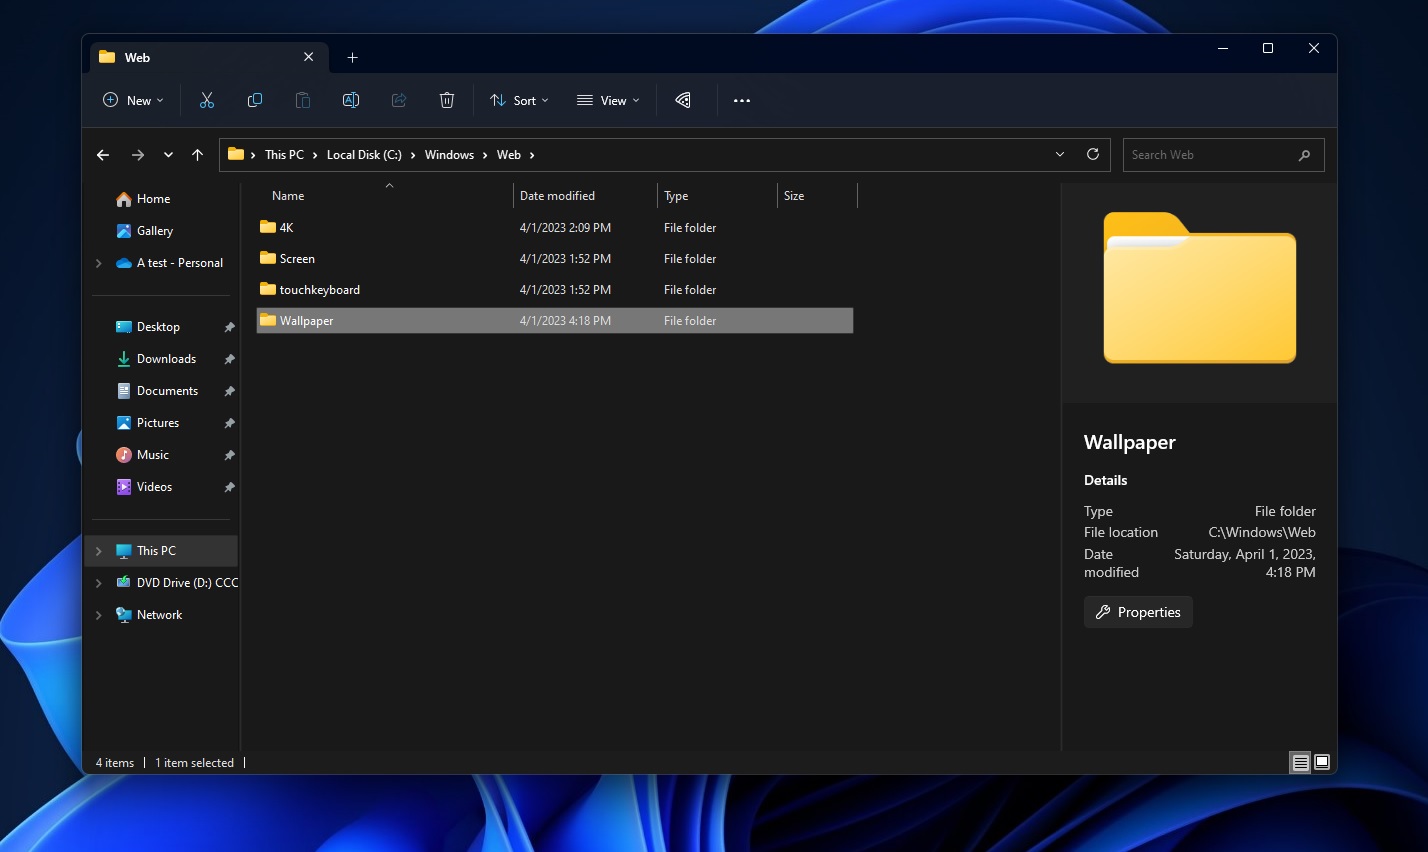 Web
New
Sort
View
This PC
Local Disk (C:)
Windows
Web
Search Web
Home
Gallery
A test - Personal
Desktop
Downloads
Documents
Pictures
Music
Videos
This PC
DVD Drive (D:) CCC
Network
Name Date modified Type Size
4K 4/1/2023 2:09 PM File folder
Screen 4/1/2023 1:52 PM File folder
touchkeyboard 4/1/2023 1:52 PM File folder
Wallpaper 4/1/2023 4:18 PM File folder
Wallpaper
Details
Type File folder
File location C:\Windows\Web
Date Saturday, April 1, 2023,
modified 4:18 PM
Properties
4 items 1 item selected